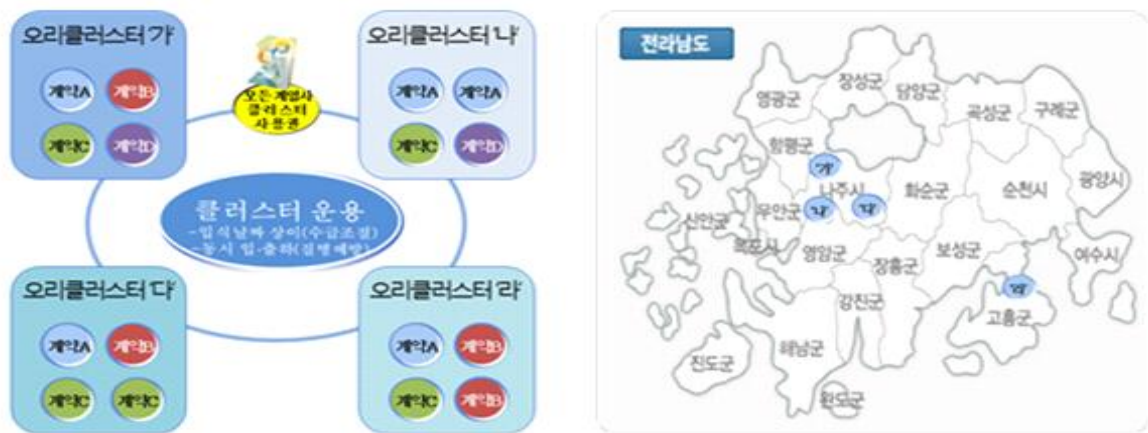 오리클러스터 '가'
계약A
계약B
계약C
계약D
모든 계열사
클러스터
사용권
오리클러스터 '나'
계약A
계약A
계약C
계약D
클러스터 운용
-입식날짜 상이(수급조절)
-동시 입·출하(질병예방)
오리클러스터 '다'
계약A
계약B
계약C
계약C
오리클러스터 '라'
계약A
계약B
계약C
계약B
전라남도
영광군
장성군
담양군
곡성군
구례군
함평군
'가'
나주시
화순군
순천시
광양시
신안군
무안군
목포시
영암군
장흥군
보성군
여수시
'라'
강진군
고흥군
해남군
진도군
완도군